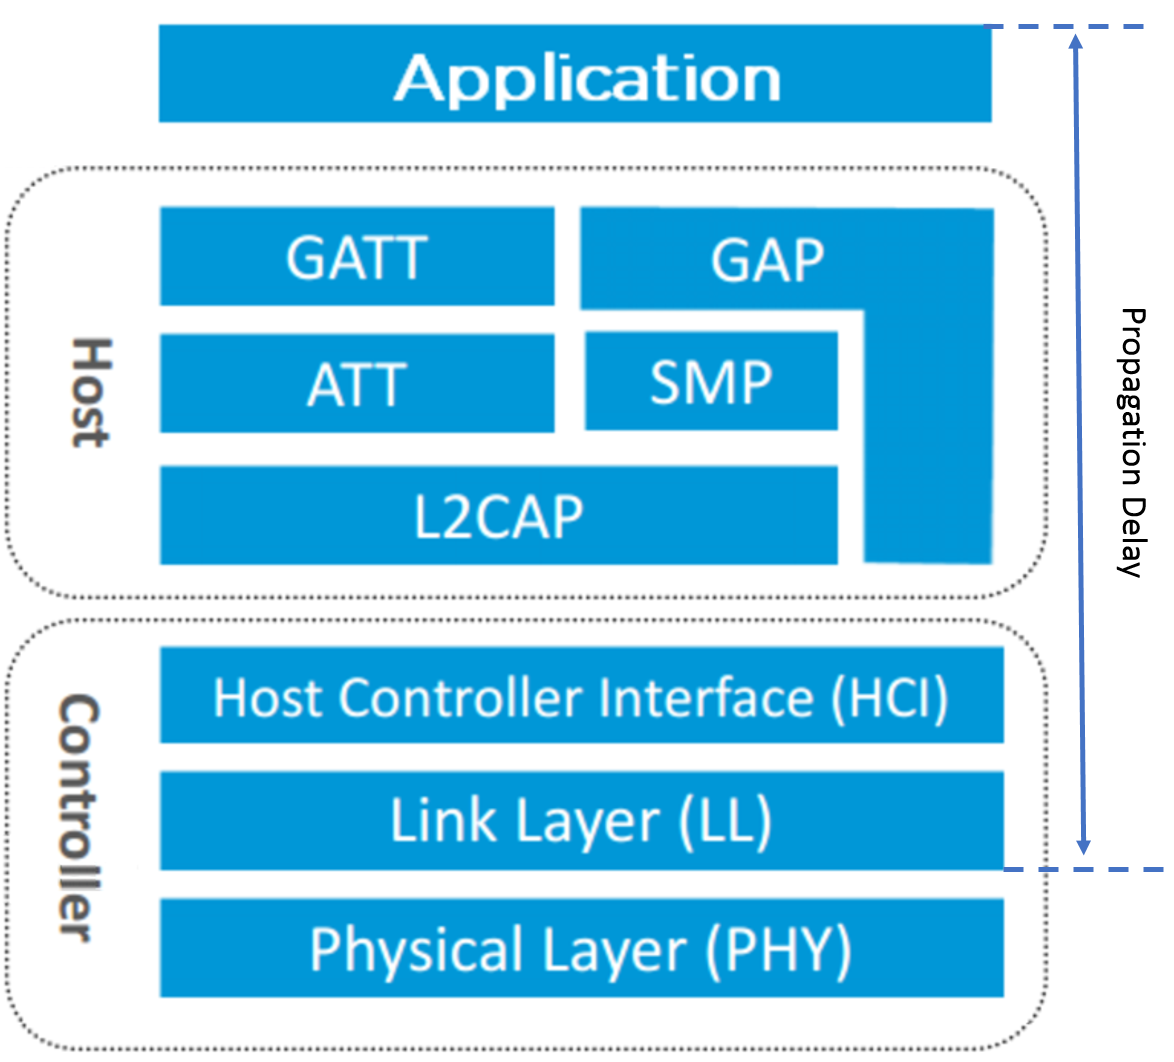 Application
Host
GATT
GAP
ATT
SMP
L2CAP
Propagation Delay
Controller
Host Controller Interface (HCI)
Link Layer (LL)
Physical Layer (PHY)